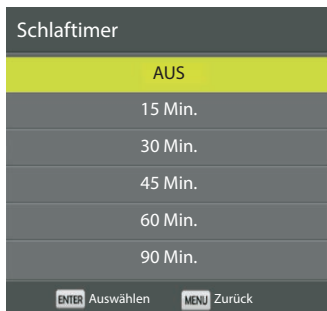 Schlaftimer
AUS
15 Min.
30 Min.
45 Min.
60 Min.
90 Min.
ENTER Auswählen MENU Zurück